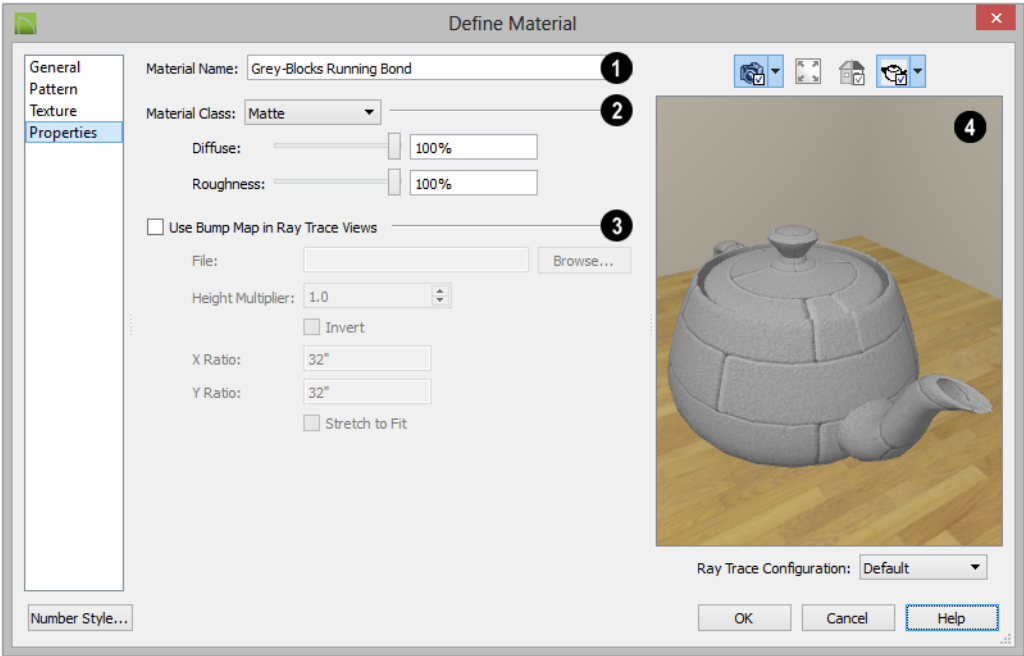 Define Material
General
Pattern
Texture
Properties
Material Name: Grey-Blocks Running Bond 1
Material Class: Matte 2
Diffuse: 100%
Roughness: 100%
Use Bump Map in Ray Trace Views 3
File: Browse...
Height Multiplier: 1.0
Invert
X Ratio: 32"
Y Ratio: 32"
Stretch to Fit
4
Ray Trace Configuration: Default
Number Style... OK Cancel Help